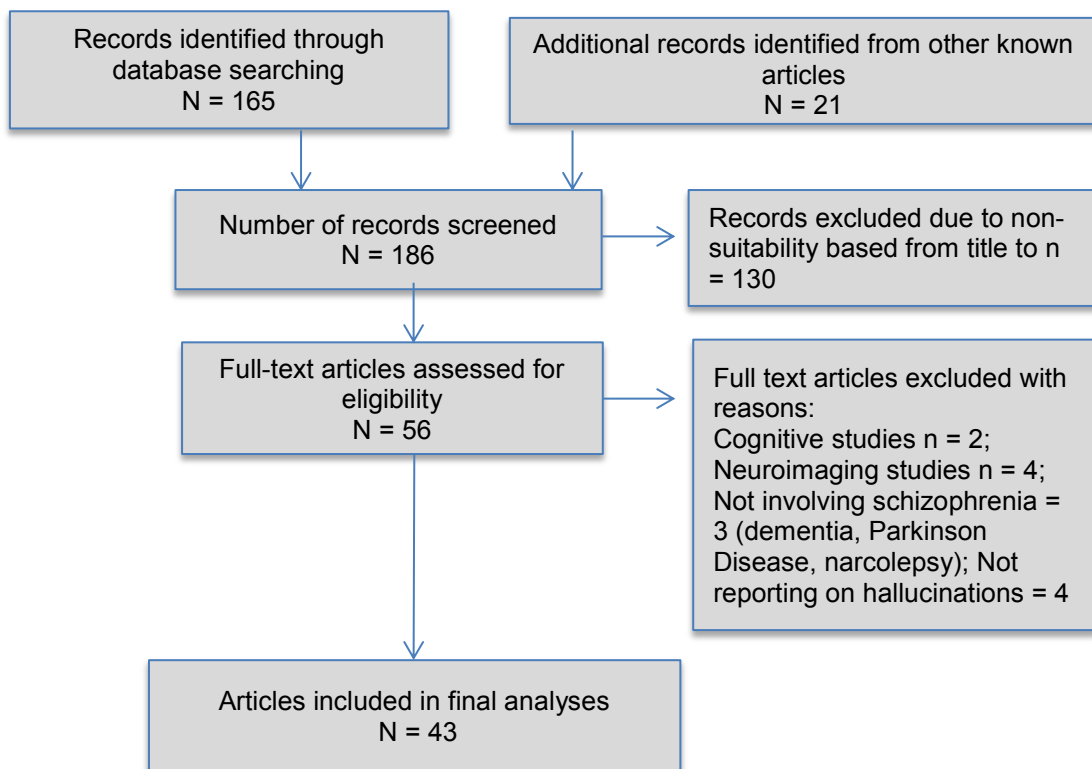 Records identified through
database searching
N = 165
Additional records identified from other known
articles
N = 21
Number of records screened
N = 186
Records excluded due to non-
suitability based from title to n
= 130
Full-text articles assessed for
eligibility
N = 56
Full text articles excluded with
reasons:
Cognitive studies n = 2;
Neuroimaging studies n = 4;
Not involving schizophrenia =
3 (dementia, Parkinson
Disease, narcolepsy); Not
reporting on hallucinations = 4
Articles included in final analyses
N = 43